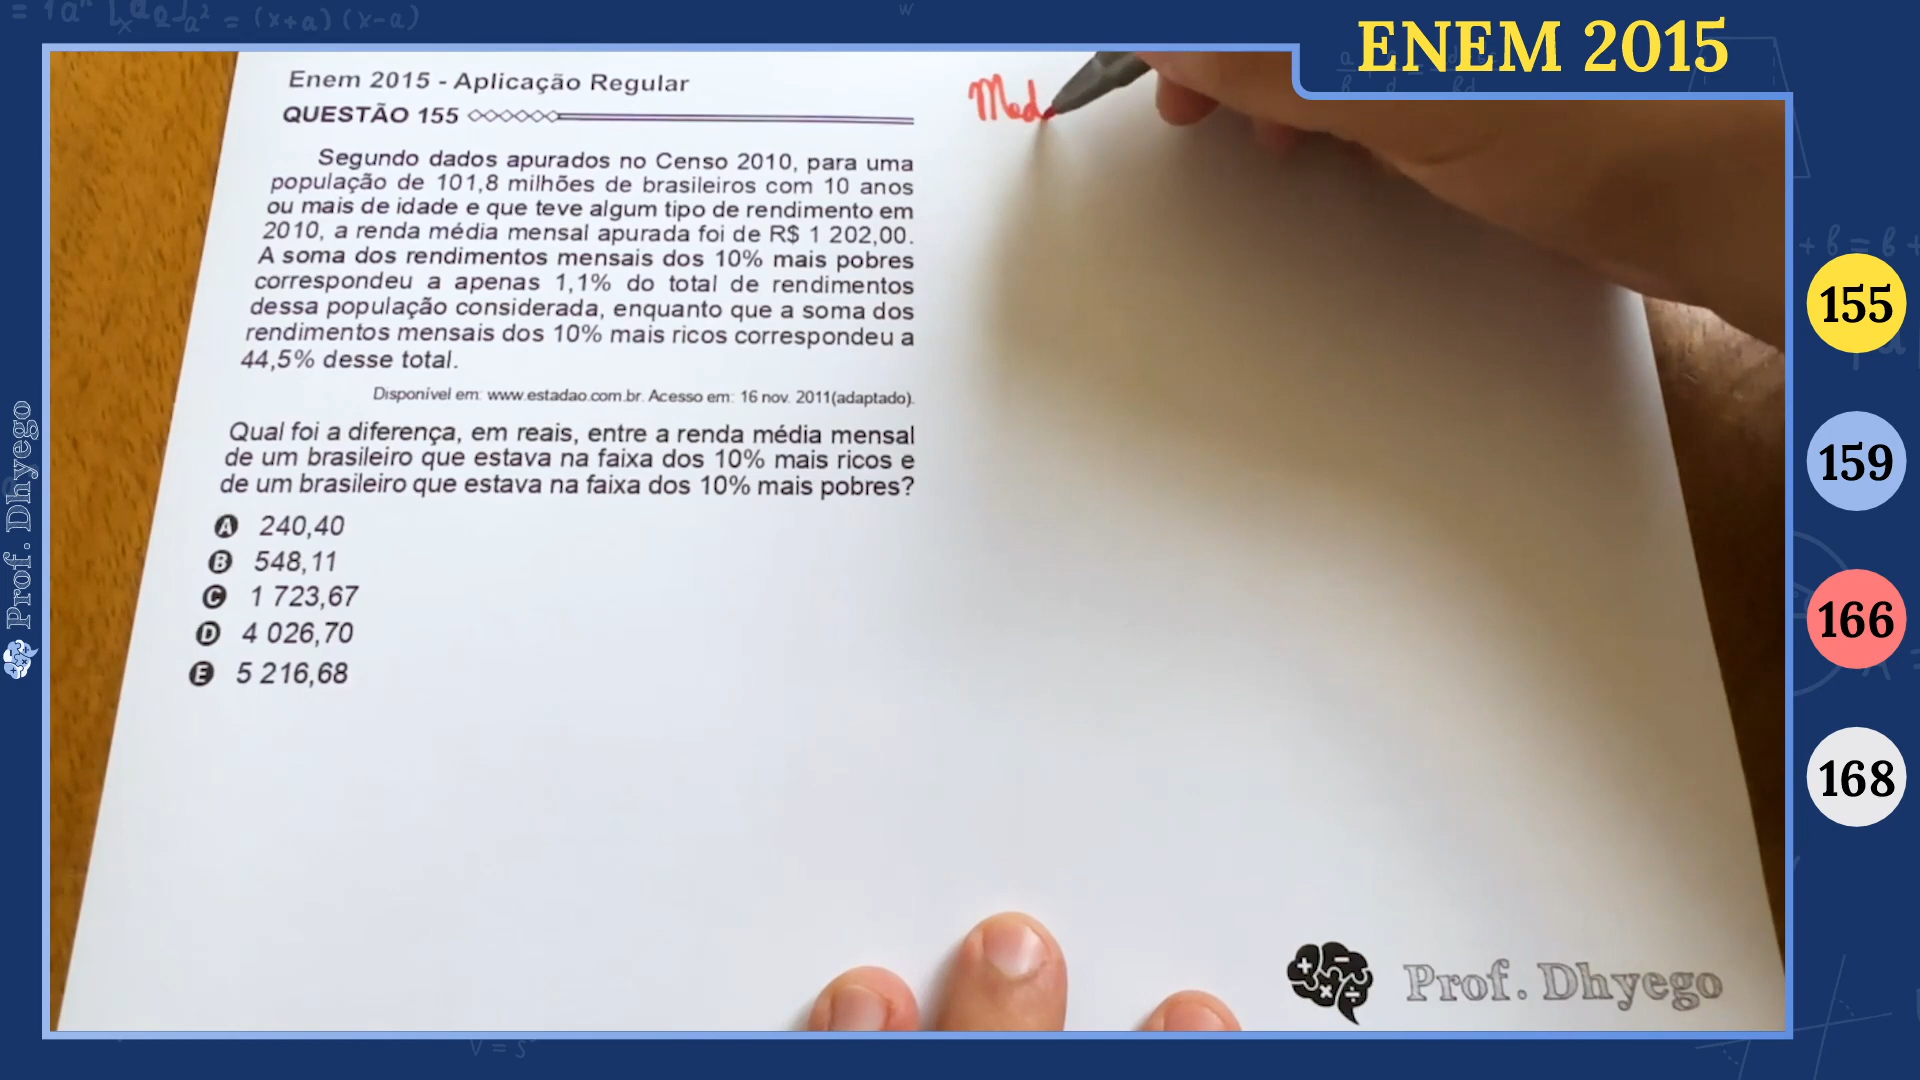 ENEM 2015
Enem 2015 - Aplicação Regular
QUESTÃO 155
Segundo dados apurados no Censo 2010, para uma
população de 101,8 milhões de brasileiros com 10 anos
ou mais de idade e que teve algum tipo de rendimento em
2010, a renda média mensal apurada foi de R$ 1 202,00.
A soma dos rendimentos mensais dos 10% mais pobres
correspondeu a apenas 1,1% do total de rendimentos
dessa população considerada, enquanto que a soma dos
rendimentos mensais dos 10% mais ricos correspondeu a
44,5% desse total.
Disponível em: www.estadao.com.br. Acesso em: 16 nov. 2011(adaptado).
Qual foi a diferença, em reais, entre a renda média mensal
de um brasileiro que estava na faixa dos 10% mais ricos e
de um brasileiro que estava na faixa dos 10% mais pobres?
A 240,40
B 548,11
C 1 723,67
D 4 026,70
E 5 216,68
Med
155
159
166
168
Prof. Dhyego
Prof. Dhyego